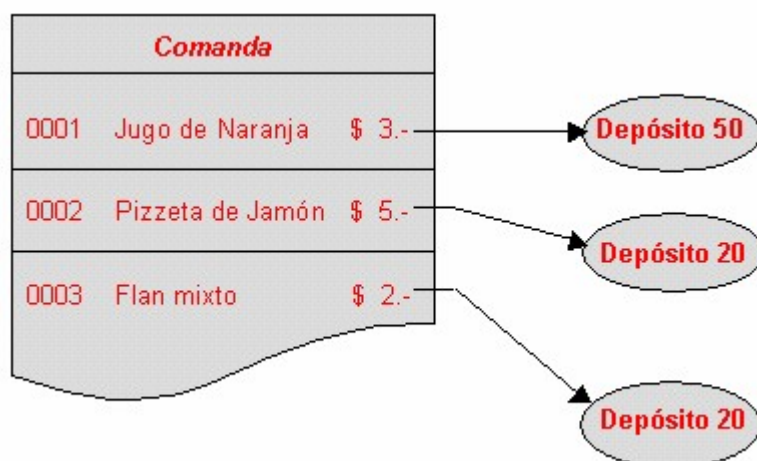 Comanda
0001 Jugo de Naranja $ 3.-
Depósito 50
0002 Pizzeta de Jamón $ 5.-
Depósito 20
0003 Flan mixto $ 2.-
Depósito 20